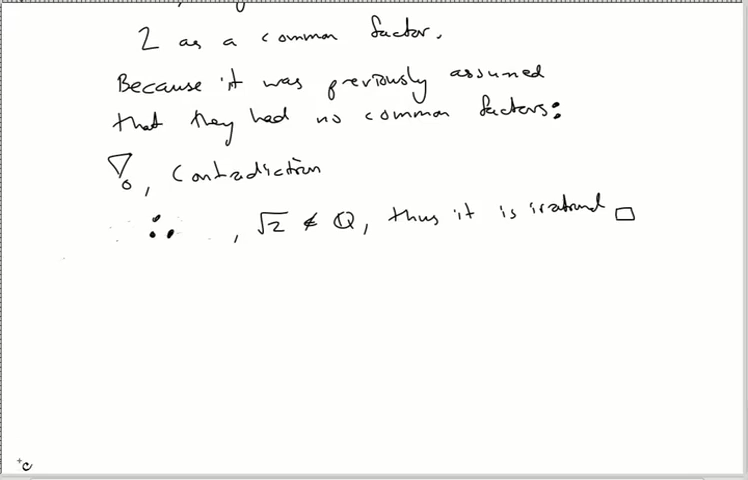 2 as a common factor.
Because it was previously assumed
that they had no common factors:
, Contradiction
∴ , √2 ∉ ℚ, thus it is irational □